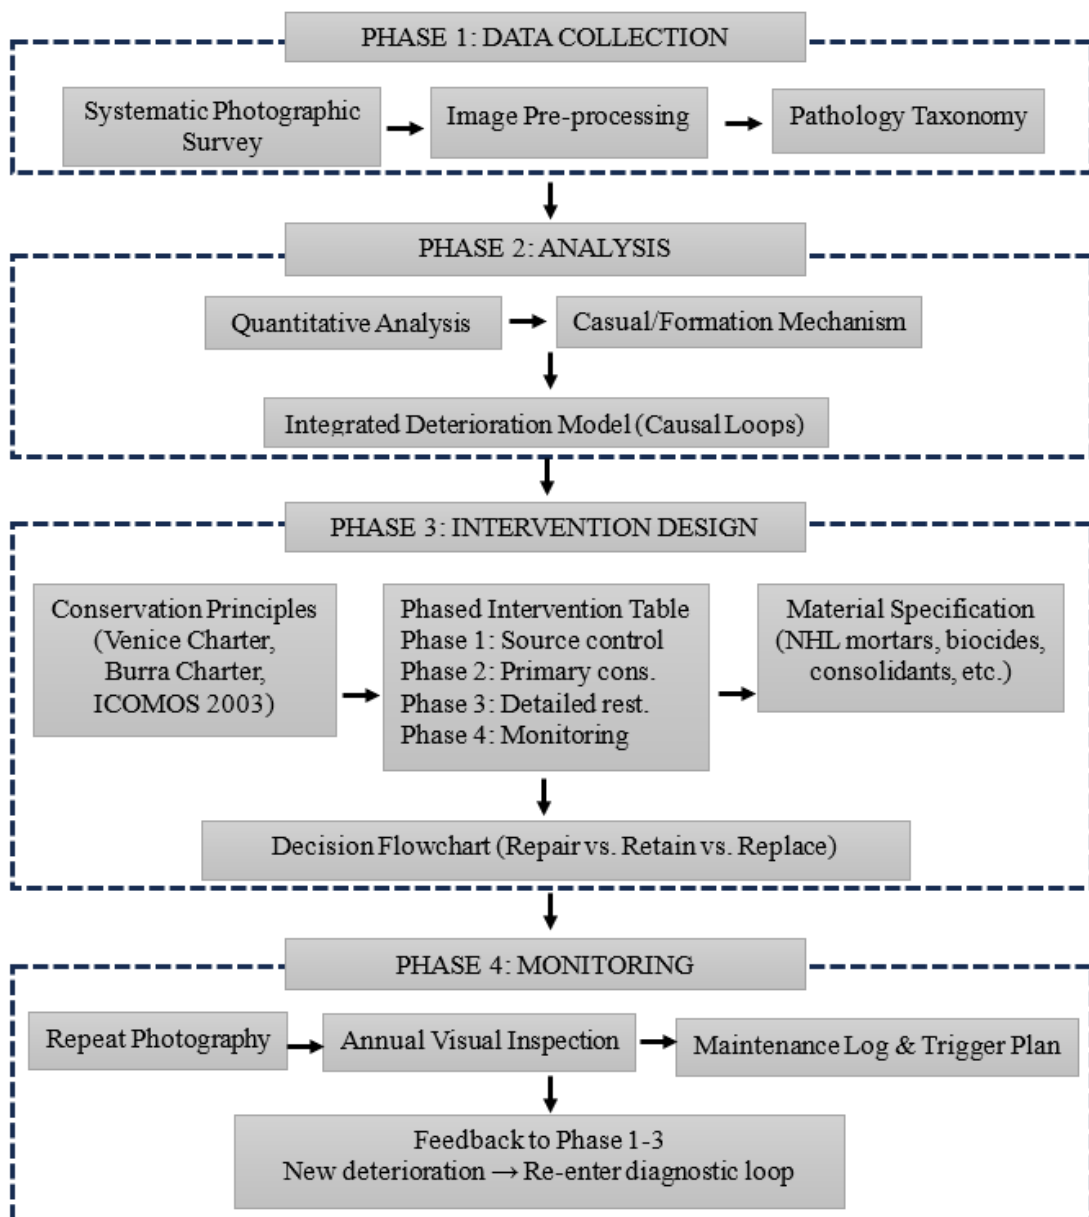 PHASE 1: DATA COLLECTION
Systematic Photographic
Survey
Image Pre-processing
Pathology Taxonomy
PHASE 2: ANALYSIS
Quantitative Analysis
Casual/Formation Mechanism
Integrated Deterioration Model (Causal Loops)
PHASE 3: INTERVENTION DESIGN
Conservation Principles
(Venice Charter,
Burra Charter,
ICOMOS 2003)
Phased Intervention Table
Phase 1: Source control
Phase 2: Primary cons.
Phase 3: Detailed rest.
Phase 4: Monitoring
Material Specification
(NHL mortars, biocides,
consolidants, etc.)
Decision Flowchart (Repair vs. Retain vs. Replace)
PHASE 4: MONITORING
Repeat Photography
Annual Visual Inspection
Maintenance Log & Trigger Plan
Feedback to Phase 1-3
New deterioration → Re-enter diagnostic loop